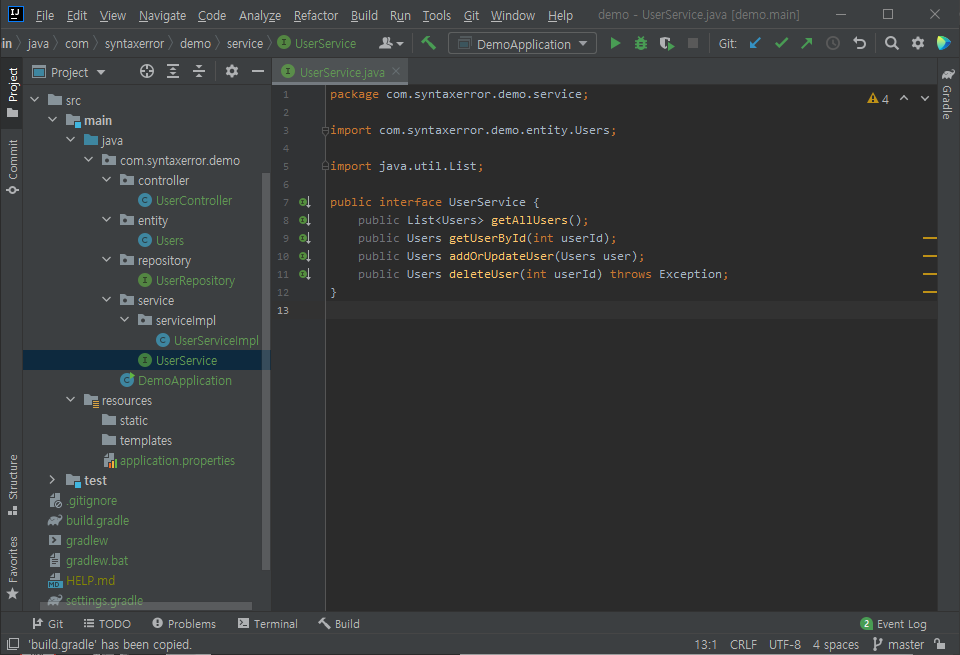 File Edit View Navigate Code Analyze Refactor Build Run Tools Git Window Help demo - UserService.java [demo.main]
in java com syntaxerror demo service UserService DemoApplication Git:
Project
UserService.java
Project
Commit
Structure
Favorites
src
main
java
com.syntaxerror.demo
controller
UserController
entity
Users
repository
UserRepository
service
serviceImpl
UserServiceImpl
UserService
DemoApplication
resources
static
templates
application.properties
test
.gitignore
build.gradle
gradlew
gradlew.bat
HELP.md
settings.gradle
1 package com.syntaxerror.demo.service;
2
3 import com.syntaxerror.demo.entity.Users;
4
5 import java.util.List;
6
7 public interface UserService {
8 public List<Users> getAllUsers();
9 public Users getUserById(int userId);
10 public Users addOrUpdateUser(Users user);
11 public Users deleteUser(int userId) throws Exception;
12 }
13
4
Gradle
Git TODO Problems Terminal Build 2 Event Log
'build.gradle' has been copied. 13:1 CRLF UTF-8 4 spaces master